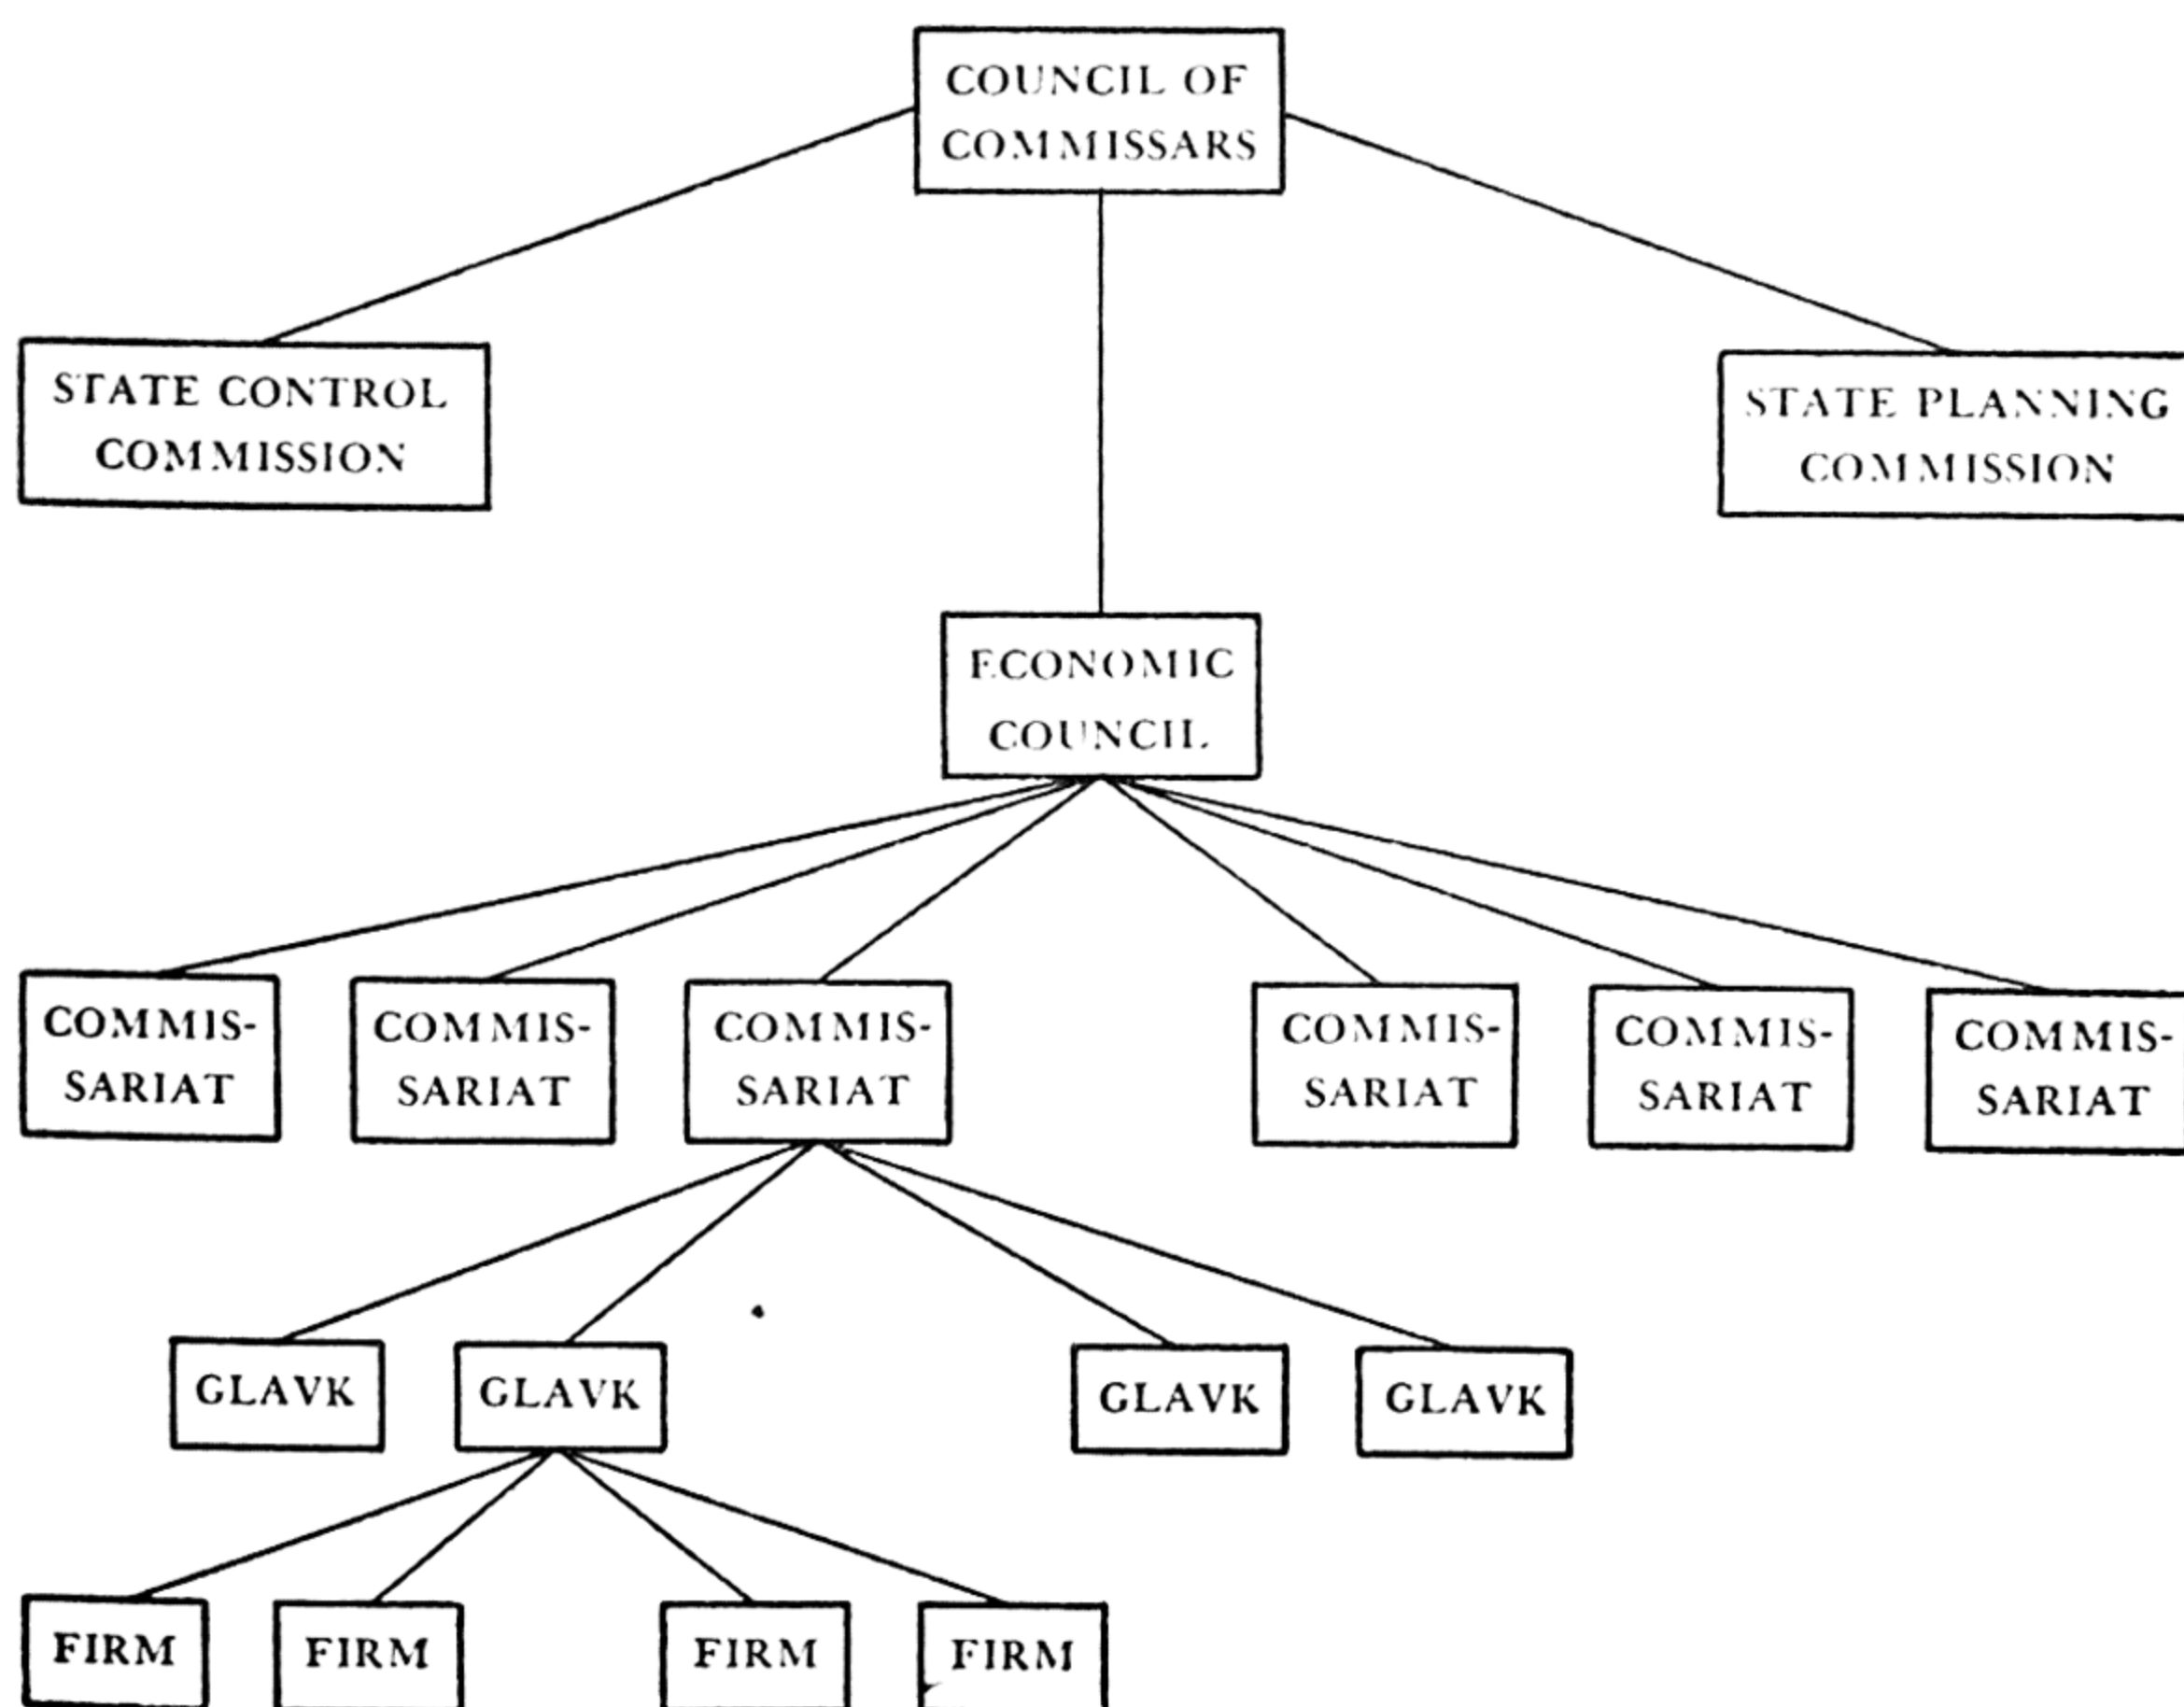 COUNCIL OF
COMMISSARS
STATE CONTROL
COMMISSION
STATE PLANNING
COMMISSION
ECONOMIC
COUNCIL
COMMIS-
SARIAT
COMMIS-
SARIAT
COMMIS-
SARIAT
COMMIS-
SARIAT
COMMIS-
SARIAT
COMMIS-
SARIAT
GLAVK
GLAVK
GLAVK
GLAVK
FIRM
FIRM
FIRM
FIRM